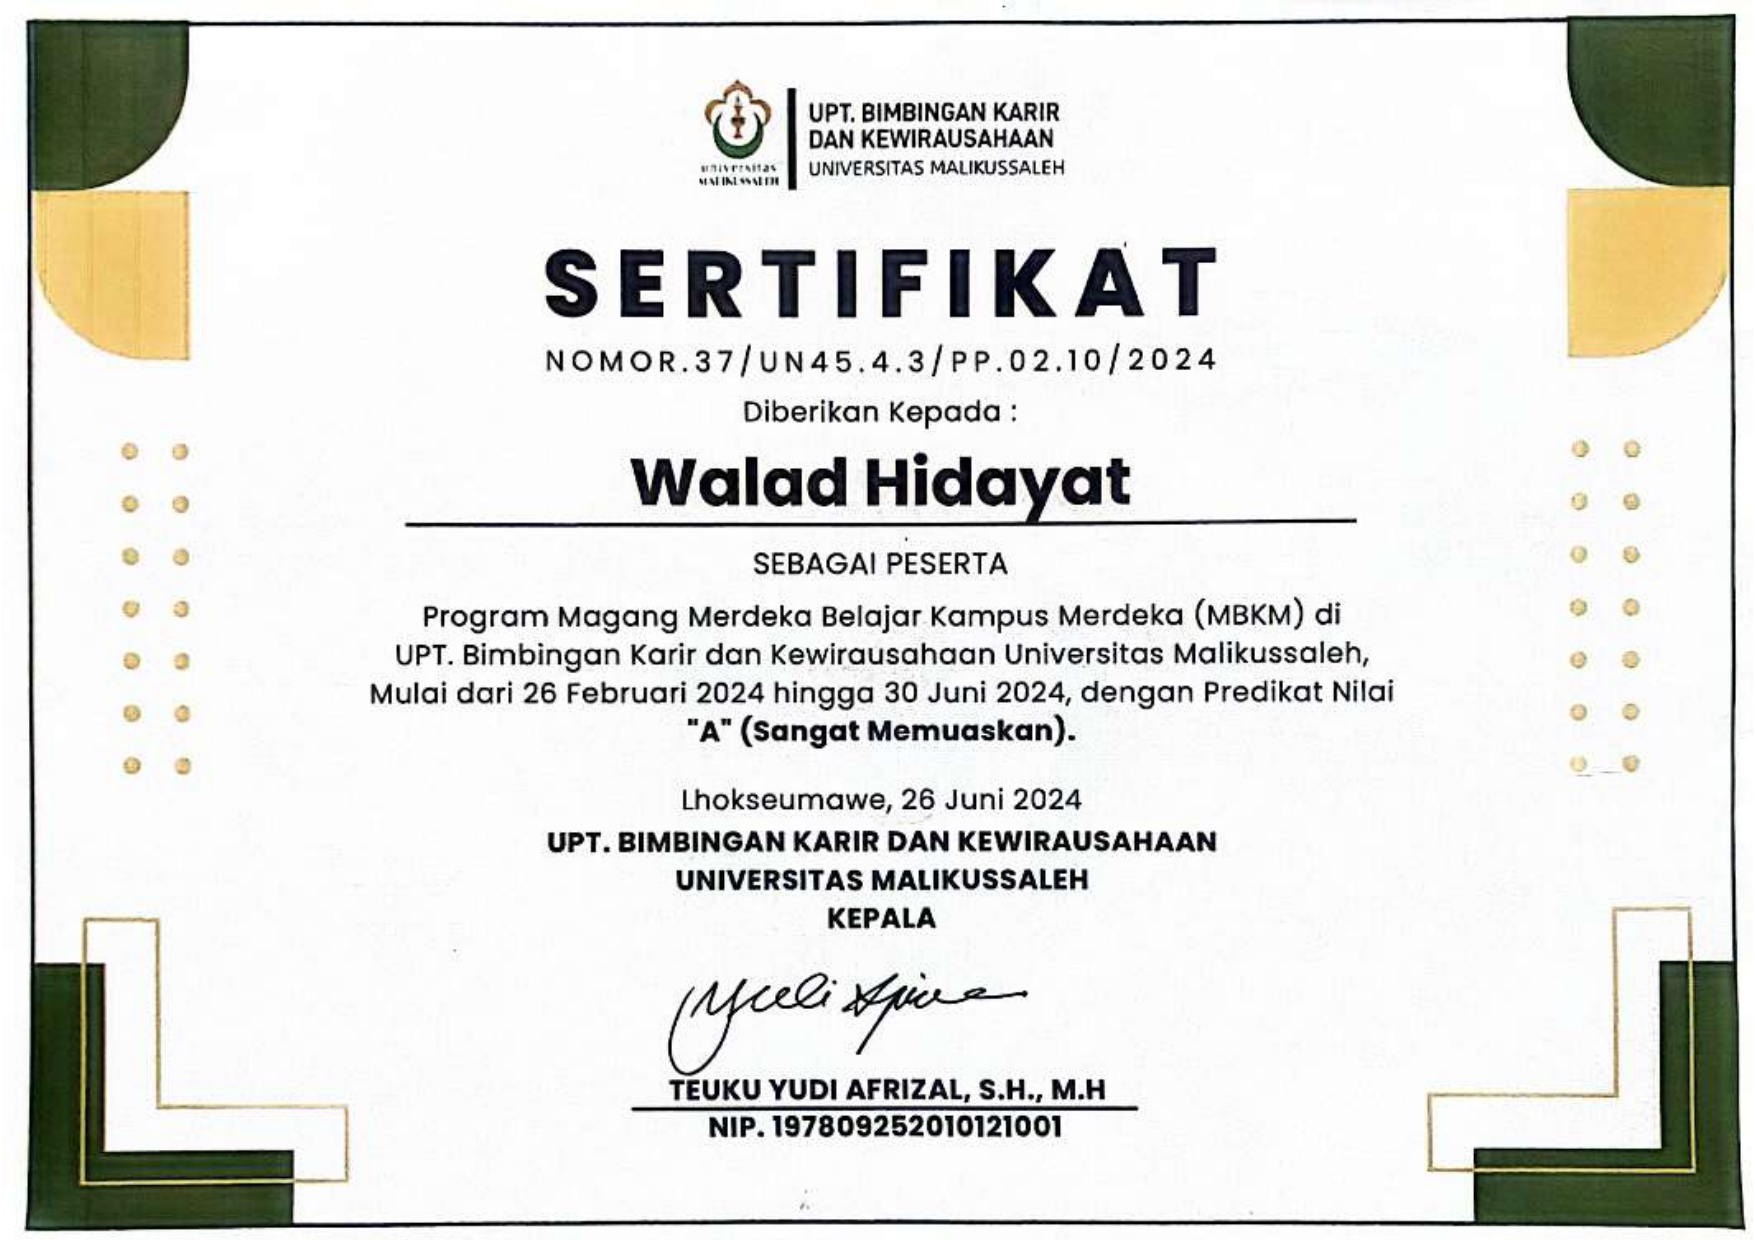 universitas
MALIKUSSALEH
UPT. BIMBINGAN KARIR
DAN KEWIRAUSAHAAN
UNIVERSITAS MALIKUSSALEH
SERTIFIKAT
NOMOR.37/UN45.4.3/PP.02.10/2024
Diberikan Kepada :
Walad Hidayat
SEBAGAI PESERTA
Program Magang Merdeka Belajar Kampus Merdeka (MBKM) di
UPT. Bimbingan Karir dan Kewirausahaan Universitas Malikussaleh,
Mulai dari 26 Februari 2024 hingga 30 Juni 2024, dengan Predikat Nilai
"A" (Sangat Memuaskan).
Lhokseumawe, 26 Juni 2024
UPT. BIMBINGAN KARIR DAN KEWIRAUSAHAAN
UNIVERSITAS MALIKUSSALEH
KEPALA
TEUKU YUDI AFRIZAL, S.H., M.H
NIP. 197809252010121001